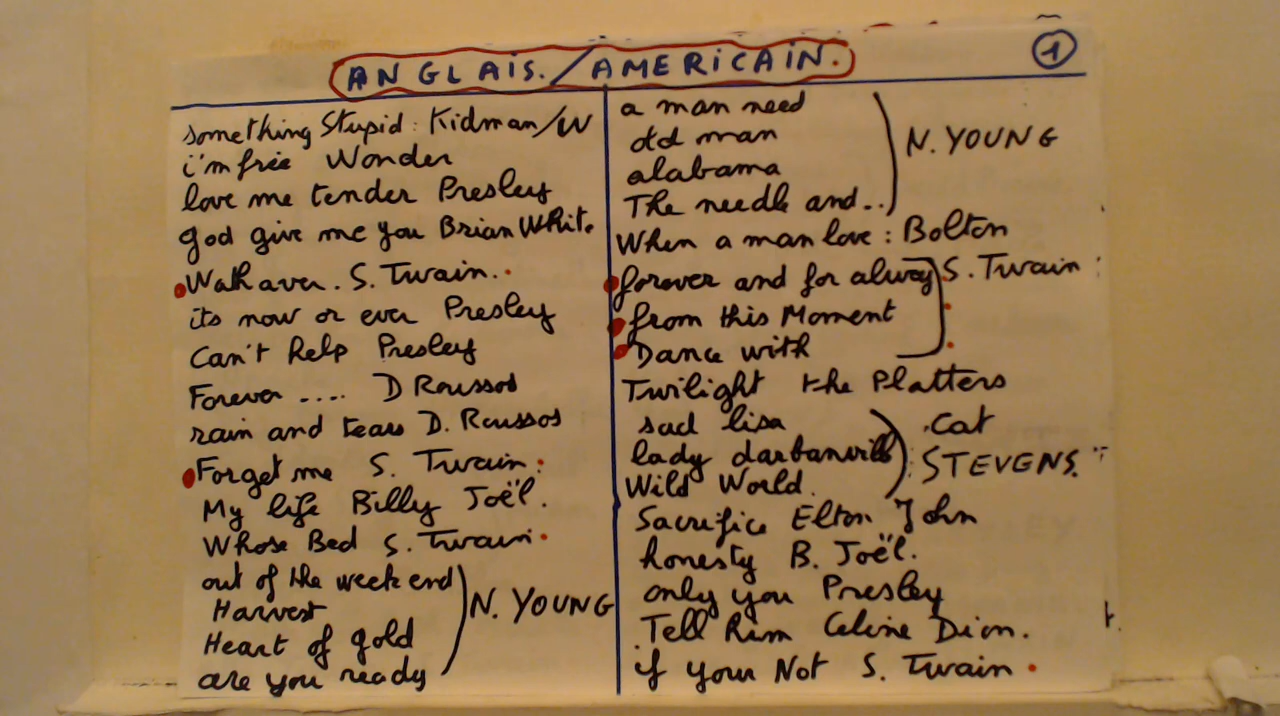 ANGLAIS. / AMERICAIN.
1
something Stupid : Kidman/W
i'm free Wonder
love me tender Presley
god give me you Brian White
Walk aver. S. Twain.
its now or ever Presley
Can't help Presley
Forever .... D Roussos
rain and tears D. Roussos
Forget me S. Twain.
My life Billy Joël.
Whose Bed S. Twain.
out of the week end
Harvest
Heart of gold
are you ready
N. YOUNG
a man need
old man
alabama
The needle and..
N. YOUNG
When a man love : Bolton
forever and for alway S. Twain
from this Moment
Dance with
Twilight the Platters
sad lisa
lady darbanvill
Wild World.
Cat
STEVENS.
Sacrifice Elton John
honesty B. Joël.
only you Presley
Tell him Celine Dion.
if your Not S. Twain